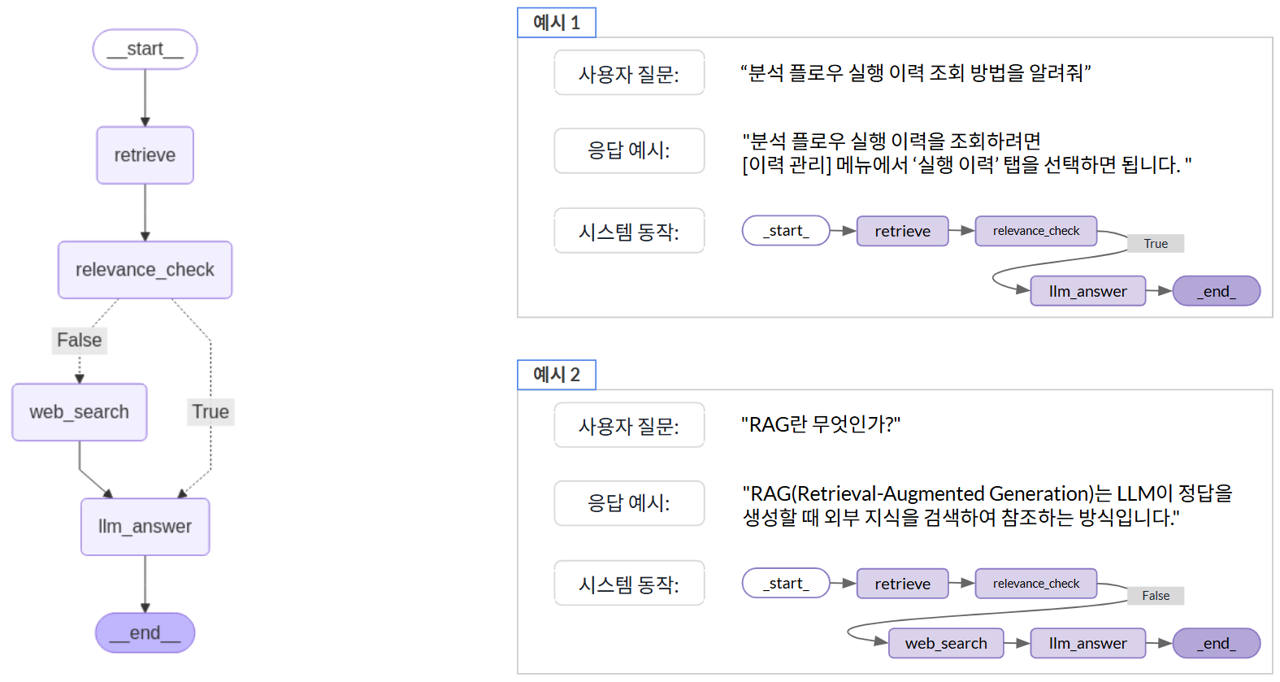 __start__
retrieve
relevance_check
False
web_search
True
llm_answer
__end__
예시 1
사용자 질문:
“분석 플로우 실행 이력 조회 방법을 알려줘”
응답 예시:
"분석 플로우 실행 이력을 조회하려면
[이력 관리] 메뉴에서 ‘실행 이력’ 탭을 선택하면 됩니다. "
시스템 동작:
_start_
retrieve
relevance_check
True
llm_answer
_end_
예시 2
사용자 질문:
"RAG란 무엇인가?"
응답 예시:
"RAG(Retrieval-Augmented Generation)는 LLM이 정답을
생성할 때 외부 지식을 검색하여 참조하는 방식입니다."
시스템 동작:
_start_
retrieve
relevance_check
False
web_search
llm_answer
_end_